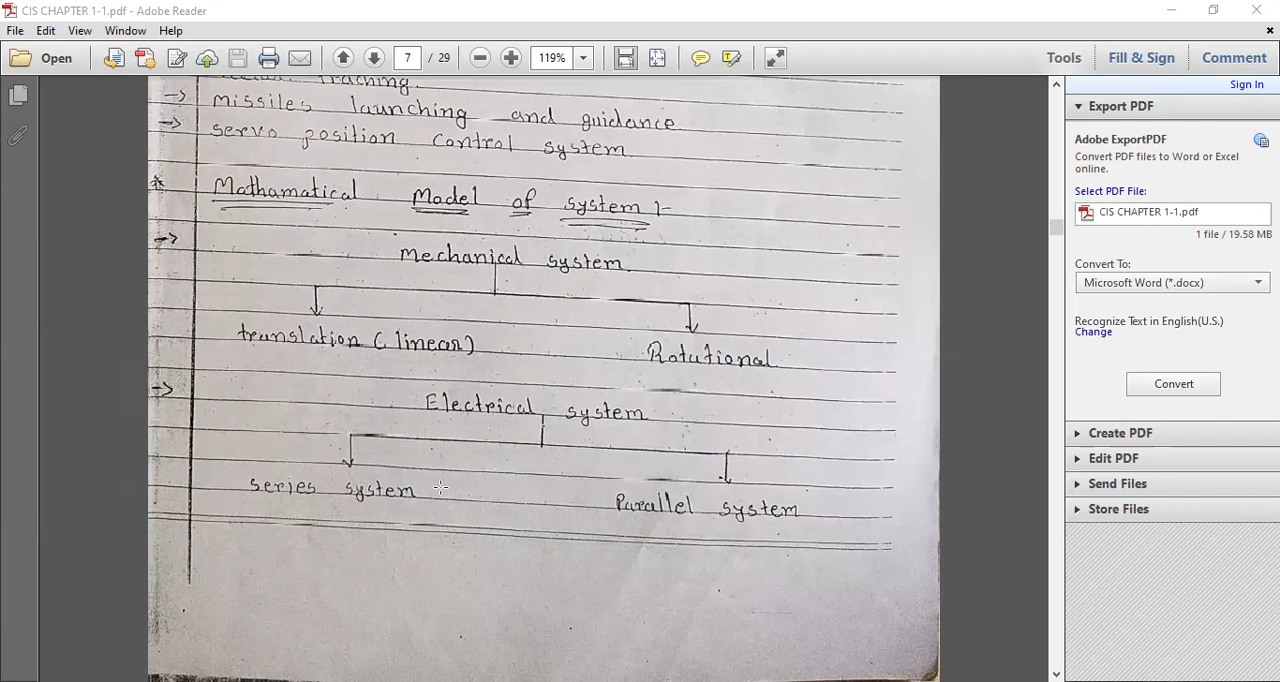 CIS CHAPTER 1-1.pdf - Adobe Reader
File Edit View Window Help
Open 7 / 29 119% Tools Fill & Sign Comment
Sign In
Tracking.
→ missiles launching and guidance
→ servo position control system.
* Mathamatical Model of system :-
→ Mechanical system.
translation (linear) Rotutional
→ Electrical system
series system Parallel system
Export PDF
Adobe ExportPDF
Convert PDF files to Word or Excel
online.
Select PDF File:
CIS CHAPTER 1-1.pdf
1 file / 19.58 MB
Convert To:
Microsoft Word (*.docx)
Recognize Text in English(U.S.)
Change
Convert
Create PDF
Edit PDF
Send Files
Store Files